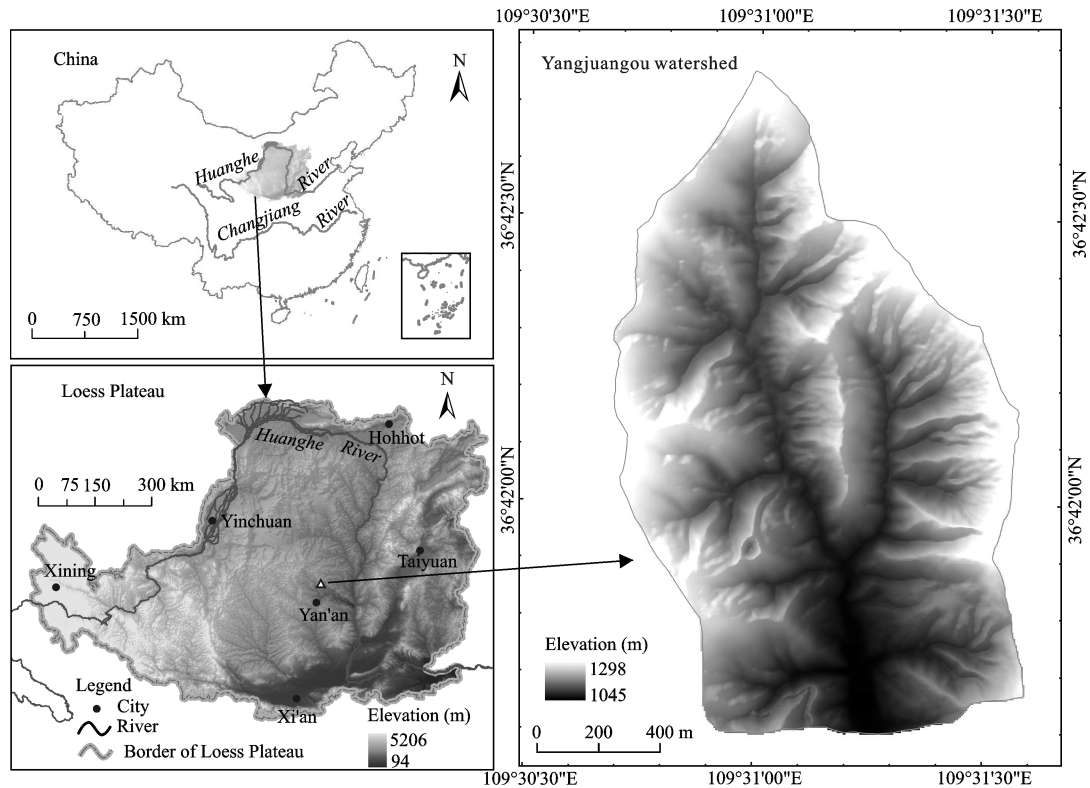 China
N
Huanghe
River
Changjiang
River
0 750 1500 km
Loess Plateau
N
Huanghe River
Hohhot
0 75 150 300 km
Yinchuan
Xining
Taiyuan
Yan'an
Xi'an
Legend
City
River
Border of Loess Plateau
Elevation (m)
5206
94
109°30'30"E 109°31'00"E 109°31'30"E
Yangjuangou watershed
36°42'30"N
36°42'30"N
36°42'00"N
36°42'00"N
Elevation (m)
1298
1045
0 200 400 m
109°30'30"E 109°31'00"E 109°31'30"E